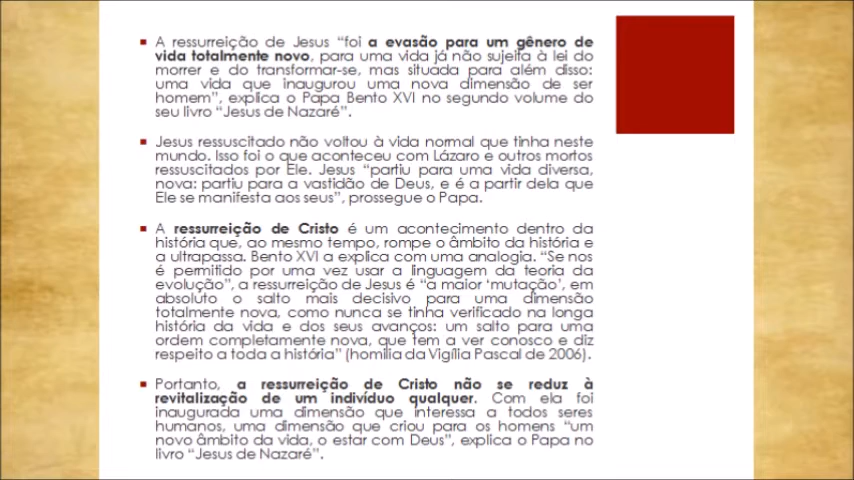 A ressurreição de Jesus “foi a evasão para um gênero de
vida totalmente novo, para uma vida já não sujeita à lei do
morrer e do transformar-se, mas situada para além disso:
uma vida que inaugurou uma nova dimensão de ser
homem”, explica o Papa Bento XVI no segundo volume do
seu livro “Jesus de Nazaré”.
Jesus ressuscitado não voltou à vida normal que tinha neste
mundo. Isso foi o que aconteceu com Lázaro e outros mortos
ressuscitados por Ele. Jesus “partiu para uma vida diversa,
nova: partiu para a vastidão de Deus, e é a partir dela que
Ele se manifesta aos seus”, prossegue o Papa.
A ressurreição de Cristo é um acontecimento dentro da
história que, ao mesmo tempo, rompe o âmbito da história e
a ultrapassa. Bento XVI a explica com uma analogia. “Se nos
é permitido por uma vez usar a linguagem da teoria da
evolução”, a ressurreição de Jesus é “a maior ‘mutação’, em
absoluto o salto mais decisivo para uma dimensão
totalmente nova, como nunca se tinha verificado na longa
história da vida e dos seus avanços: um salto para uma
ordem completamente nova, que tem a ver conosco e diz
respeito a toda a história” (homilia da Vigília Pascal de 2006).
Portanto, a ressurreição de Cristo não se reduz à
revitalização de um indivíduo qualquer. Com ela foi
inaugurada uma dimensão que interessa a todos seres
humanos, uma dimensão que criou para os homens “um
novo âmbito da vida, o estar com Deus”, explica o Papa no
livro “Jesus de Nazaré”.